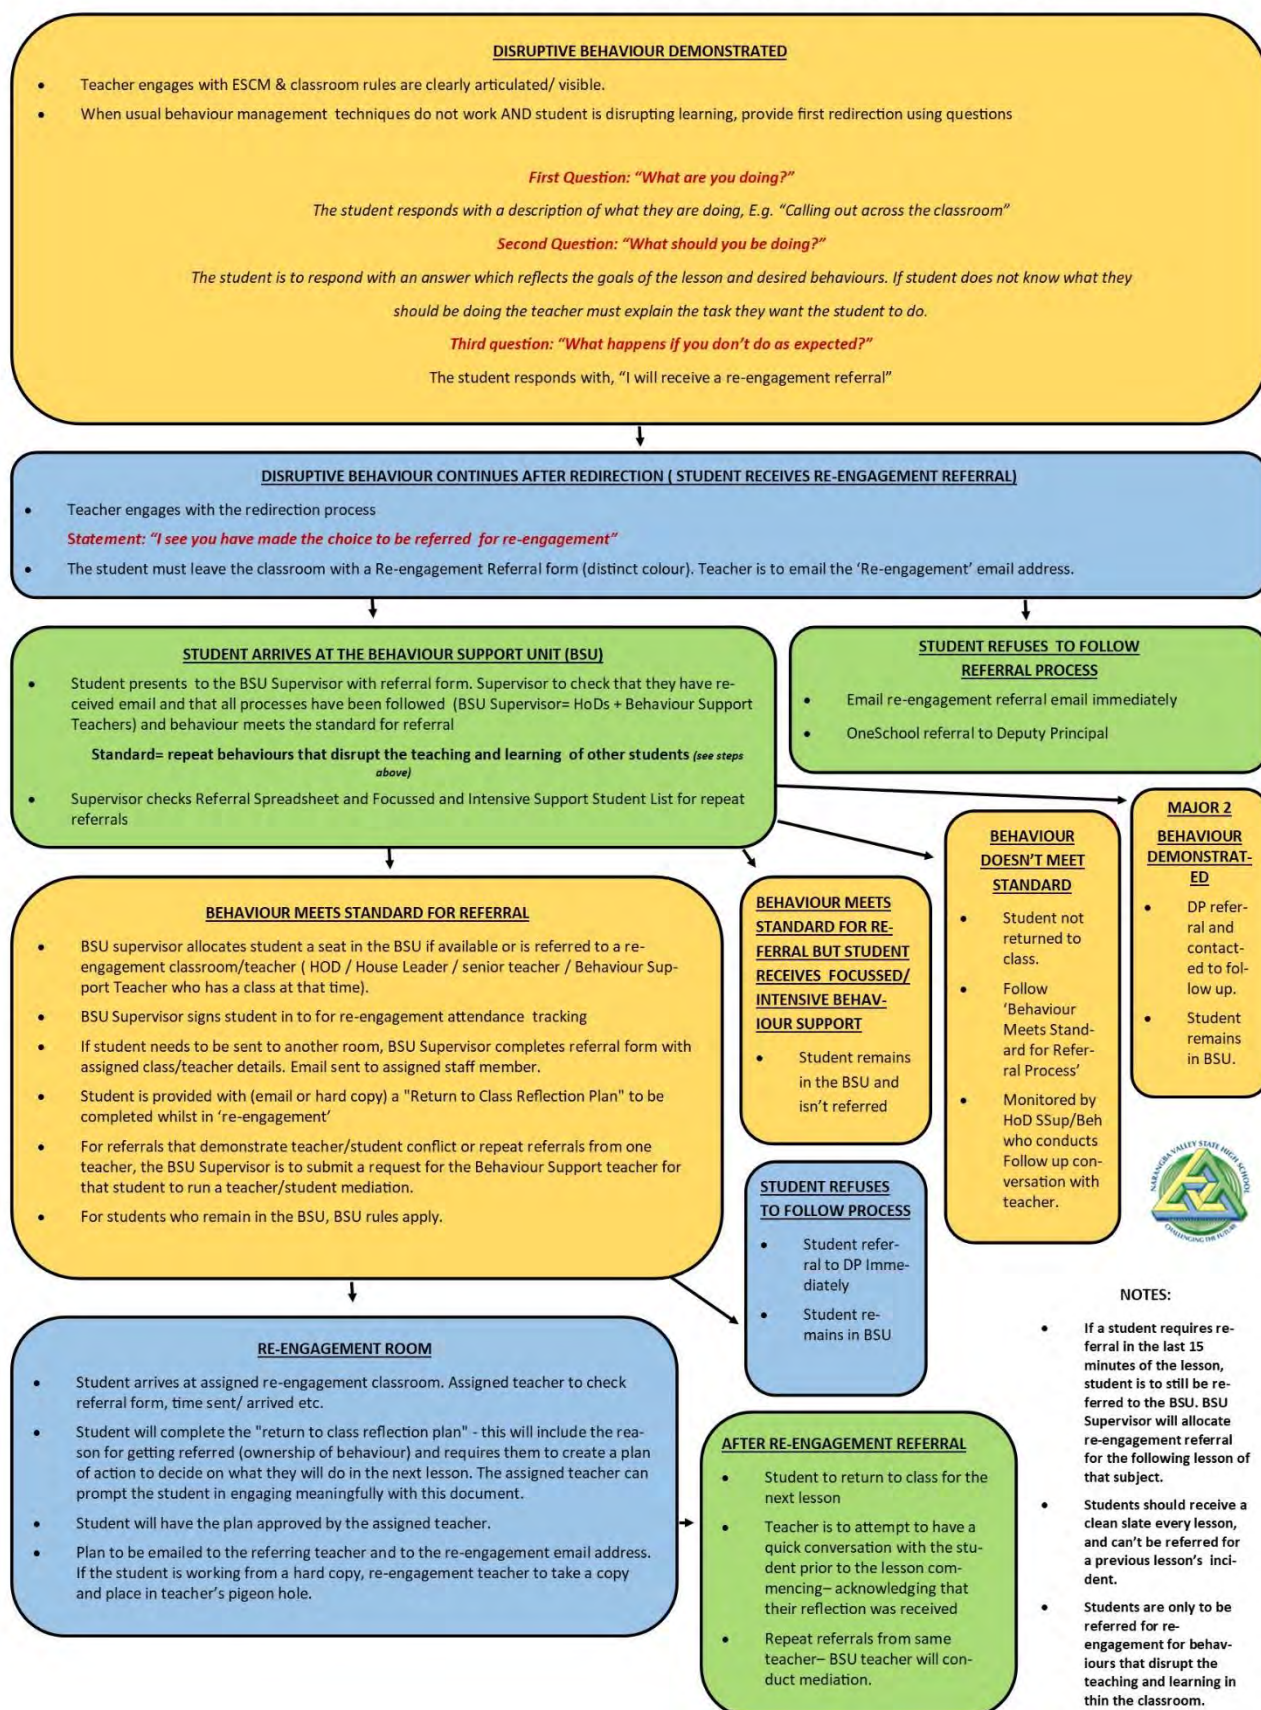 DISRUPTIVE BEHAVIOUR DEMONSTRATED
• Teacher engages with ESCM & classroom rules are clearly articulated/ visible.
• When usual behaviour management techniques do not work AND student is disrupting learning, provide first redirection using questions
First Question: “What are you doing?”
The student responds with a description of what they are doing, E.g. “Calling out across the classroom”
Second Question: “What should you be doing?”
The student is to respond with an answer which reflects the goals of the lesson and desired behaviours. If student does not know what they
should be doing the teacher must explain the task they want the student to do.
Third question: “What happens if you don’t do as expected?”
The student responds with, “I will receive a re-engagement referral”
DISRUPTIVE BEHAVIOUR CONTINUES AFTER REDIRECTION ( STUDENT RECEIVES RE-ENGAGEMENT REFERRAL)
• Teacher engages with the redirection process
Statement: “I see you have made the choice to be referred for re-engagement”
• The student must leave the classroom with a Re-engagement Referral form (distinct colour). Teacher is to email the ‘Re-engagement’ email address.
STUDENT ARRIVES AT THE BEHAVIOUR SUPPORT UNIT (BSU)
• Student presents to the BSU Supervisor with referral form. Supervisor to check that they have re-
ceived email and that all processes have been followed (BSU Supervisor= HoDs + Behaviour Support
Teachers) and behaviour meets the standard for referral
Standard= repeat behaviours that disrupt the teaching and learning of other students (see steps
above)
• Supervisor checks Referral Spreadsheet and Focussed and Intensive Support Student List for repeat
referrals
STUDENT REFUSES TO FOLLOW
REFERRAL PROCESS
• Email re-engagement referral email immediately
• OneSchool referral to Deputy Principal
BEHAVIOUR MEETS STANDARD FOR REFERRAL
• BSU supervisor allocates student a seat in the BSU if available or is referred to a re-
engagement classroom/teacher ( HOD / House Leader / senior teacher / Behaviour Sup-
port Teacher who has a class at that time).
• BSU Supervisor signs student in to for re-engagement attendance tracking
• If student needs to be sent to another room, BSU Supervisor completes referral form with
assigned class/teacher details. Email sent to assigned staff member.
• Student is provided with (email or hard copy) a "Return to Class Reflection Plan" to be
completed whilst in ‘re-engagement’
• For referrals that demonstrate teacher/student conflict or repeat referrals from one
teacher, the BSU Supervisor is to submit a request for the Behaviour Support teacher for
that student to run a teacher/student mediation.
• For students who remain in the BSU, BSU rules apply.
BEHAVIOUR MEETS
STANDARD FOR RE-
FERRAL BUT STUDENT
RECEIVES FOCUSSED/
INTENSIVE BEHAV-
IOUR SUPPORT
• Student remains
in the BSU and
isn’t referred
BEHAVIOUR
DOESN’T MEET
STANDARD
• Student not
returned to
class.
• Follow
‘Behaviour
Meets Stand-
ard for Refer-
ral Process’
• Monitored by
HoD SSup/Beh
who conducts
Follow up con-
versation with
teacher.
MAJOR 2
BEHAVIOUR
DEMONSTRAT-
ED
• DP refer-
ral and
contact-
ed to fol-
low up.
• Student
remains
in BSU.
NARANGBA VALLEY STATE HIGH SCHOOL
CHALLENGING THE FUTURE
STUDENT REFUSES
TO FOLLOW PROCESS
• Student refer-
ral to DP Imme-
diately
• Student re-
mains in BSU
RE-ENGAGEMENT ROOM
• Student arrives at assigned re-engagement classroom. Assigned teacher to check
referral form, time sent/ arrived etc.
• Student will complete the "return to class reflection plan" - this will include the rea-
son for getting referred (ownership of behaviour) and requires them to create a plan
of action to decide on what they will do in the next lesson. The assigned teacher can
prompt the student in engaging meaningfully with this document.
• Student will have the plan approved by the assigned teacher.
• Plan to be emailed to the referring teacher and to the re-engagement email address.
If the student is working from a hard copy, re-engagement teacher to take a copy
and place in teacher’s pigeon hole.
AFTER RE-ENGAGEMENT REFERRAL
• Student to return to class for the
next lesson
• Teacher is to attempt to have a
quick conversation with the stu-
dent prior to the lesson com-
mencing– acknowledging that
their reflection was received
• Repeat referrals from same
teacher– BSU teacher will con-
duct mediation.
NOTES:
• If a student requires re-
ferral in the last 15
minutes of the lesson,
student is to still be re-
ferred to the BSU. BSU
Supervisor will allocate
re-engagement referral
for the following lesson of
that subject.
• Students should receive a
clean slate every lesson,
and can’t be referred for
a previous lesson’s inci-
dent.
• Students are only to be
referred for re-
engagement for behav-
iours that disrupt the
teaching and learning in
thin the classroom.